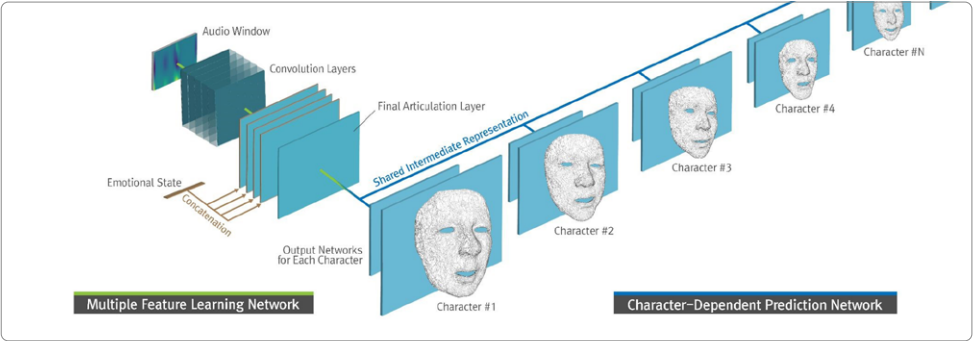 Audio Window
Convolution Layers
Final Articulation Layer
Emotional State
Concatenation
Shared Intermediate Representation
Output Networks
for Each Character
Character #1
Character #2
Character #3
Character #4
Character #N
Multiple Feature Learning Network
Character-Dependent Prediction Network